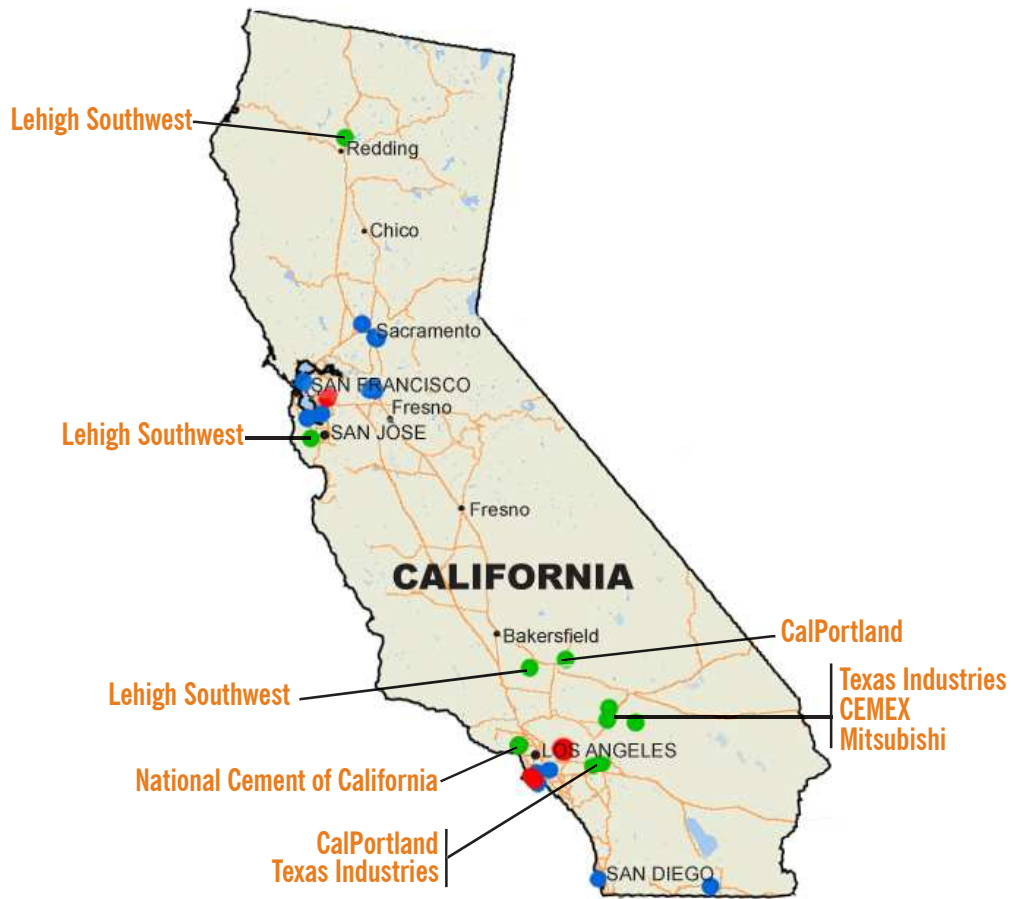 Lehigh Southwest
Redding
Chico
Sacramento
SAN FRANCISCO
Fresno
Lehigh Southwest
SAN JOSE
Fresno
CALIFORNIA
Bakersfield
CalPortland
Lehigh Southwest
Texas Industries
CEMEX
Mitsubishi
LOS ANGELES
National Cement of California
CalPortland
Texas Industries
SAN DIEGO